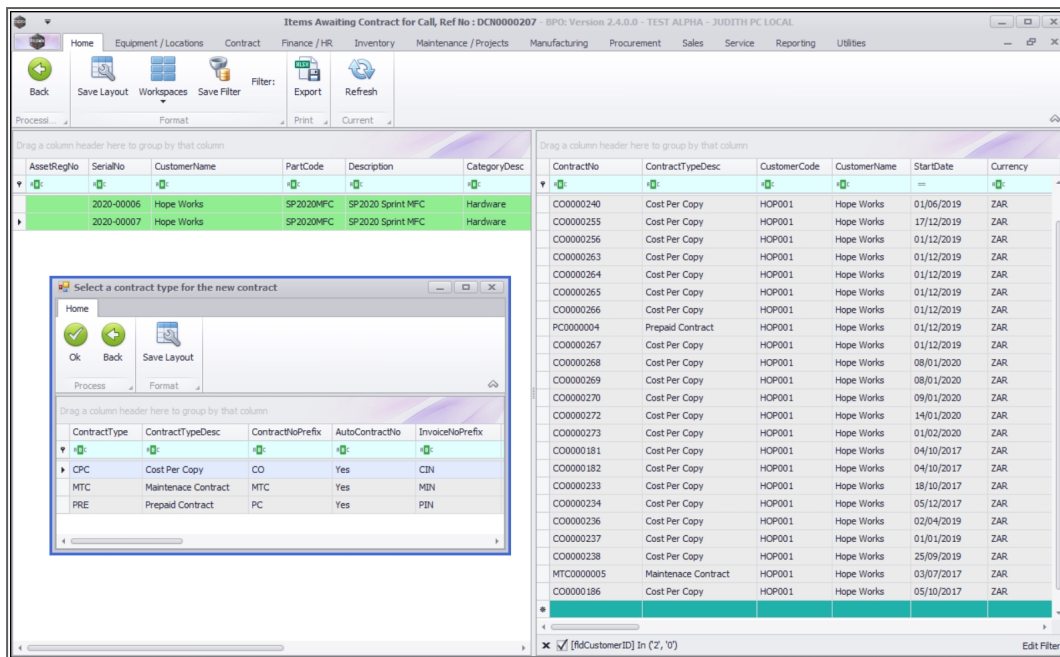 Items Awaiting Contract for Call, Ref No : DCN0000207 - BPO: Version 2.4.0.0 - TEST ALPHA - JUDITH PC LOCAL
Home Equipment / Locations Contract Finance / HR Inventory Maintenance / Projects Manufacturing Procurement Sales Service Reporting Utilities
Back Save Layout Workspaces Save Filter Filter: Export Refresh
Processi... Format Print Current
Drag a column header here to group by that column
AssetRegNo SerialNo CustomerName PartCode Description CategoryDesc
2020-00006 Hope Works SP2020MFC SP2020 Sprint MFC Hardware
2020-00007 Hope Works SP2020MFC SP2020 Sprint MFC Hardware
Select a contract type for the new contract
Home
Ok Back Save Layout
Process Format
Drag a column header here to group by that column
ContractType ContractTypeDesc ContractNoPrefix AutoContractNo InvoiceNoPrefix
CPC Cost Per Copy CO Yes CIN
MTC Maintenace Contract MTC Yes MIN
PRE Prepaid Contract PC Yes PIN
Drag a column header here to group by that column
ContractNo ContractTypeDesc CustomerCode CustomerName StartDate Currency
=
CO0000240 Cost Per Copy HOP001 Hope Works 01/06/2019 ZAR
CO0000255 Cost Per Copy HOP001 Hope Works 17/12/2019 ZAR
CO0000256 Cost Per Copy HOP001 Hope Works 01/12/2019 ZAR
CO0000263 Cost Per Copy HOP001 Hope Works 01/12/2019 ZAR
CO0000264 Cost Per Copy HOP001 Hope Works 01/12/2019 ZAR
CO0000265 Cost Per Copy HOP001 Hope Works 01/12/2019 ZAR
CO0000266 Cost Per Copy HOP001 Hope Works 01/12/2019 ZAR
PC0000004 Prepaid Contract HOP001 Hope Works 01/12/2019 ZAR
CO0000267 Cost Per Copy HOP001 Hope Works 01/12/2019 ZAR
CO0000268 Cost Per Copy HOP001 Hope Works 08/01/2020 ZAR
CO0000269 Cost Per Copy HOP001 Hope Works 08/01/2020 ZAR
CO0000270 Cost Per Copy HOP001 Hope Works 09/01/2020 ZAR
CO0000272 Cost Per Copy HOP001 Hope Works 14/01/2020 ZAR
CO0000273 Cost Per Copy HOP001 Hope Works 01/02/2020 ZAR
CO0000181 Cost Per Copy HOP001 Hope Works 04/10/2017 ZAR
CO0000182 Cost Per Copy HOP001 Hope Works 04/10/2017 ZAR
CO0000233 Cost Per Copy HOP001 Hope Works 18/10/2017 ZAR
CO0000234 Cost Per Copy HOP001 Hope Works 05/12/2017 ZAR
CO0000236 Cost Per Copy HOP001 Hope Works 02/04/2019 ZAR
CO0000237 Cost Per Copy HOP001 Hope Works 01/01/2019 ZAR
CO0000238 Cost Per Copy HOP001 Hope Works 25/09/2019 ZAR
MTC0000005 Maintenace Contract HOP001 Hope Works 03/07/2017 ZAR
CO0000186 Cost Per Copy HOP001 Hope Works 05/10/2017 ZAR
[fldCustomerID] In ('2', '0') Edit Filter